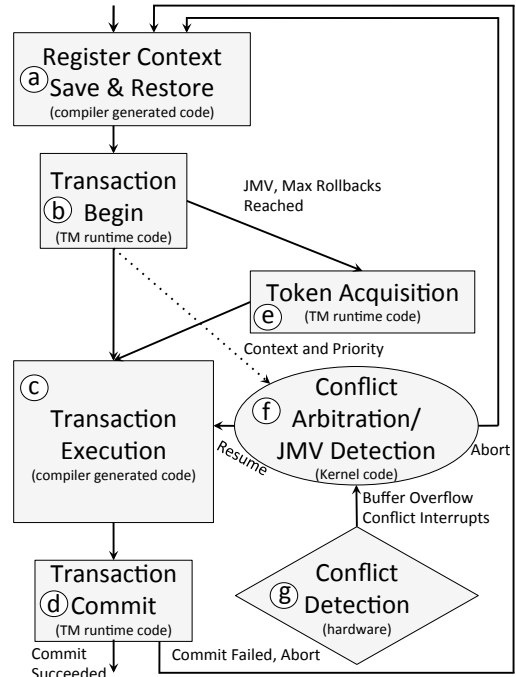 Register Context
a
Save & Restore
(compiler generated code)
Transaction
b
Begin
(TM runtime code)
JMV, Max Rollbacks
Reached
Token Acquisition
e
(TM runtime code)
Context and Priority
c
Transaction
Execution
(compiler generated code)
Conflict
f
Arbitration/
JMV Detection
(Kernel code)
Resume
Abort
Buffer Overflow
Conflict Interrupts
Transaction
d
Commit
(TM runtime code)
Conflict
g
Detection
(hardware)
Commit
Succeeded
Commit Failed, Abort